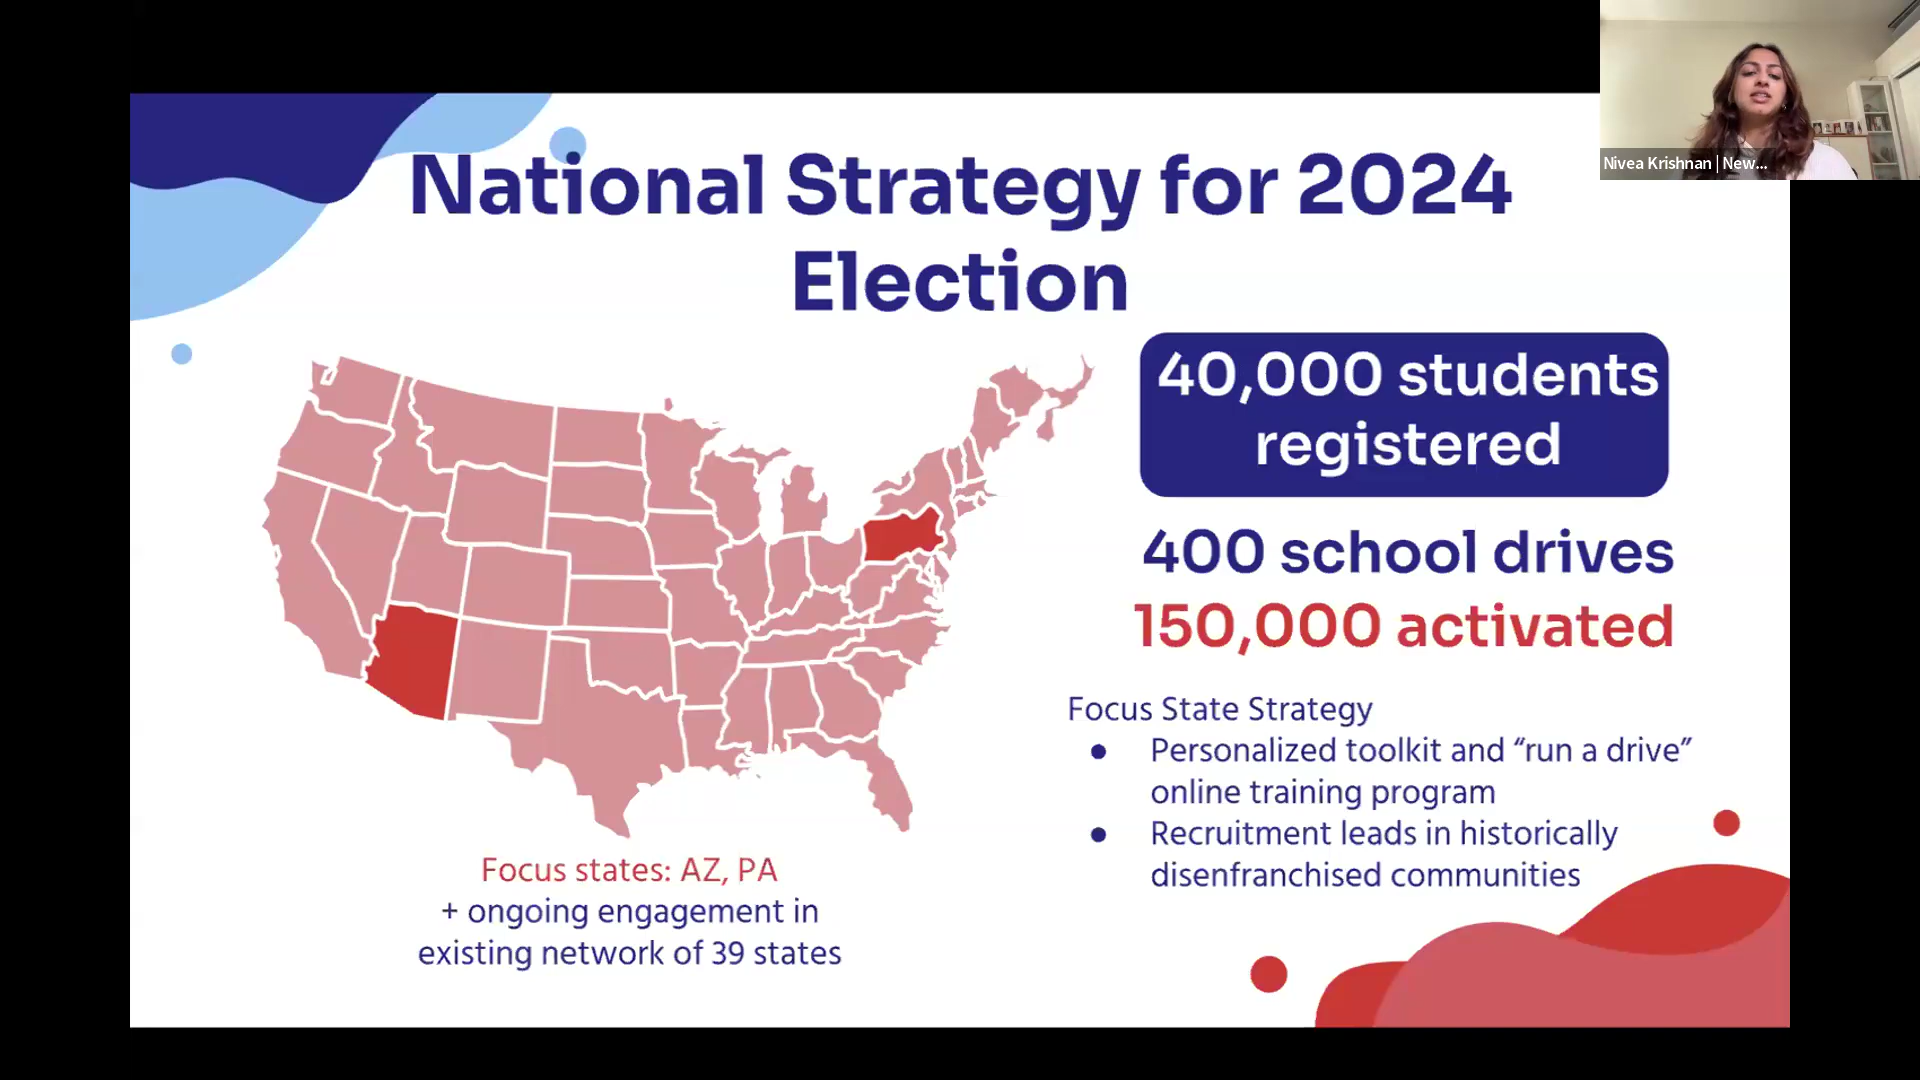 Nivea Krishnan | New...
National Strategy for 2024
Election
40,000 students
registered
400 school drives
150,000 activated
Focus State Strategy
● Personalized toolkit and “run a drive”
online training program
● Recruitment leads in historically
disenfranchised communities
Focus states: AZ, PA
+ ongoing engagement in
existing network of 39 states